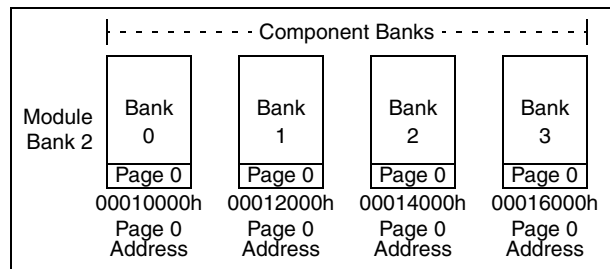 Component Banks
Module Bank 2
Bank 0 Bank 1 Bank 2 Bank 3
Page 0 Page 0 Page 0 Page 0
00010000h 00012000h 00014000h 00016000h
Page 0 Page 0 Page 0 Page 0
Address Address Address Address